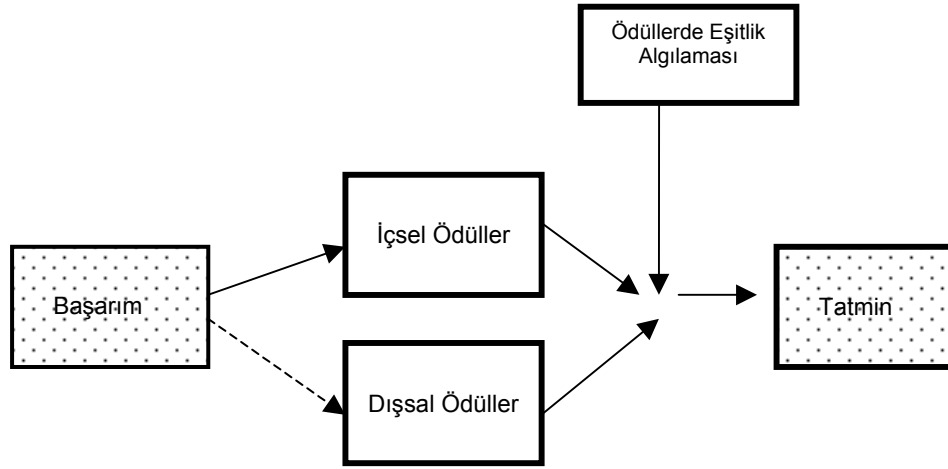 Ödüllerde Eşitlik
Algılaması
İçsel Ödüller
Başarım
Tatmin
Dışsal Ödüller